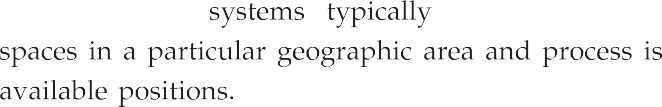 systems typically
spaces in a particular geographic area and process is
available positions.